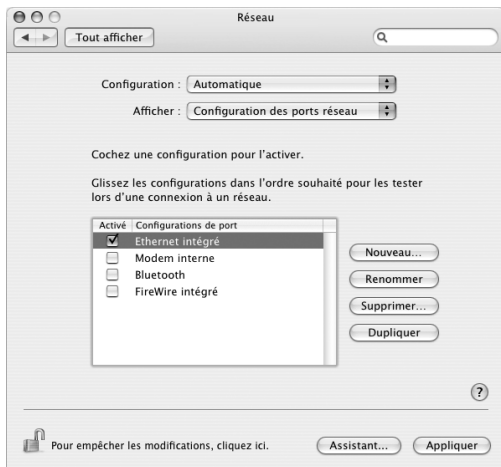 Réseau
Tout afficher
Configuration : Automatique
Afficher : Configuration des ports réseau
Cochez une configuration pour l'activer.
Glissez les configurations dans l'ordre souhaité pour les tester
lors d'une connexion à un réseau.
Activé Configurations de port
Ethernet intégré
Modem interne
Bluetooth
FireWire intégré
Nouveau...
Renommer
Supprimer...
Dupliquer
?
Pour empêcher les modifications, cliquez ici.
Assistant...
Appliquer